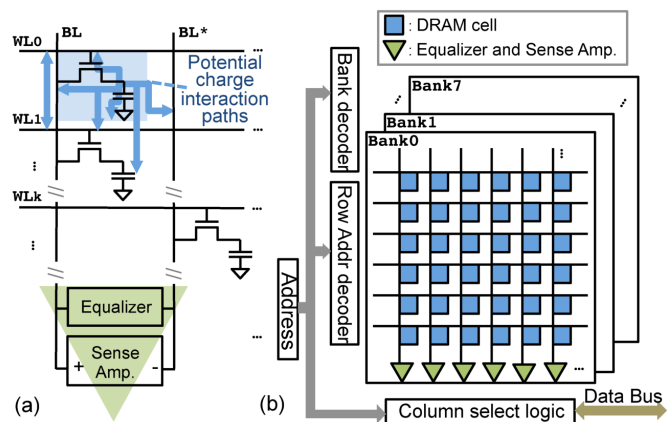 BL
BL*
WL0
...
Potential
charge
interaction
paths
WL1
...
...
WLk
...
...
Equalizer
...
Sense
Amp.
+
-
(a)
: DRAM cell
: Equalizer and Sense Amp.
Bank decoder
Row Addr decoder
Address
Bank7
...
...
Bank1
Bank0
...
...
Column select logic
Data Bus
(b)